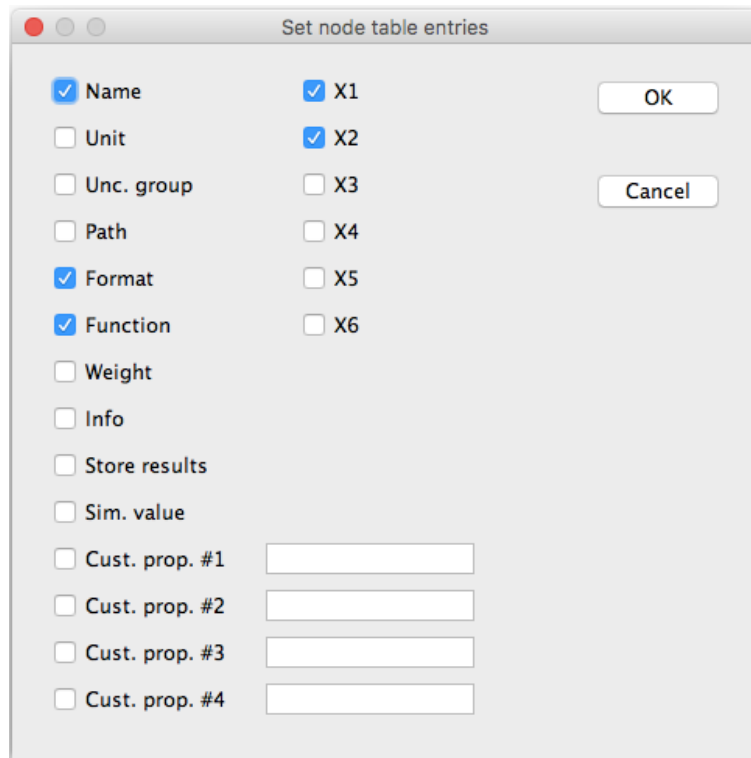 Set node table entries
Name X1 OK
Unit X2
Unc. group X3 Cancel
Path X4
Format X5
Function X6
Weight
Info
Store results
Sim. value
Cust. prop. #1
Cust. prop. #2
Cust. prop. #3
Cust. prop. #4